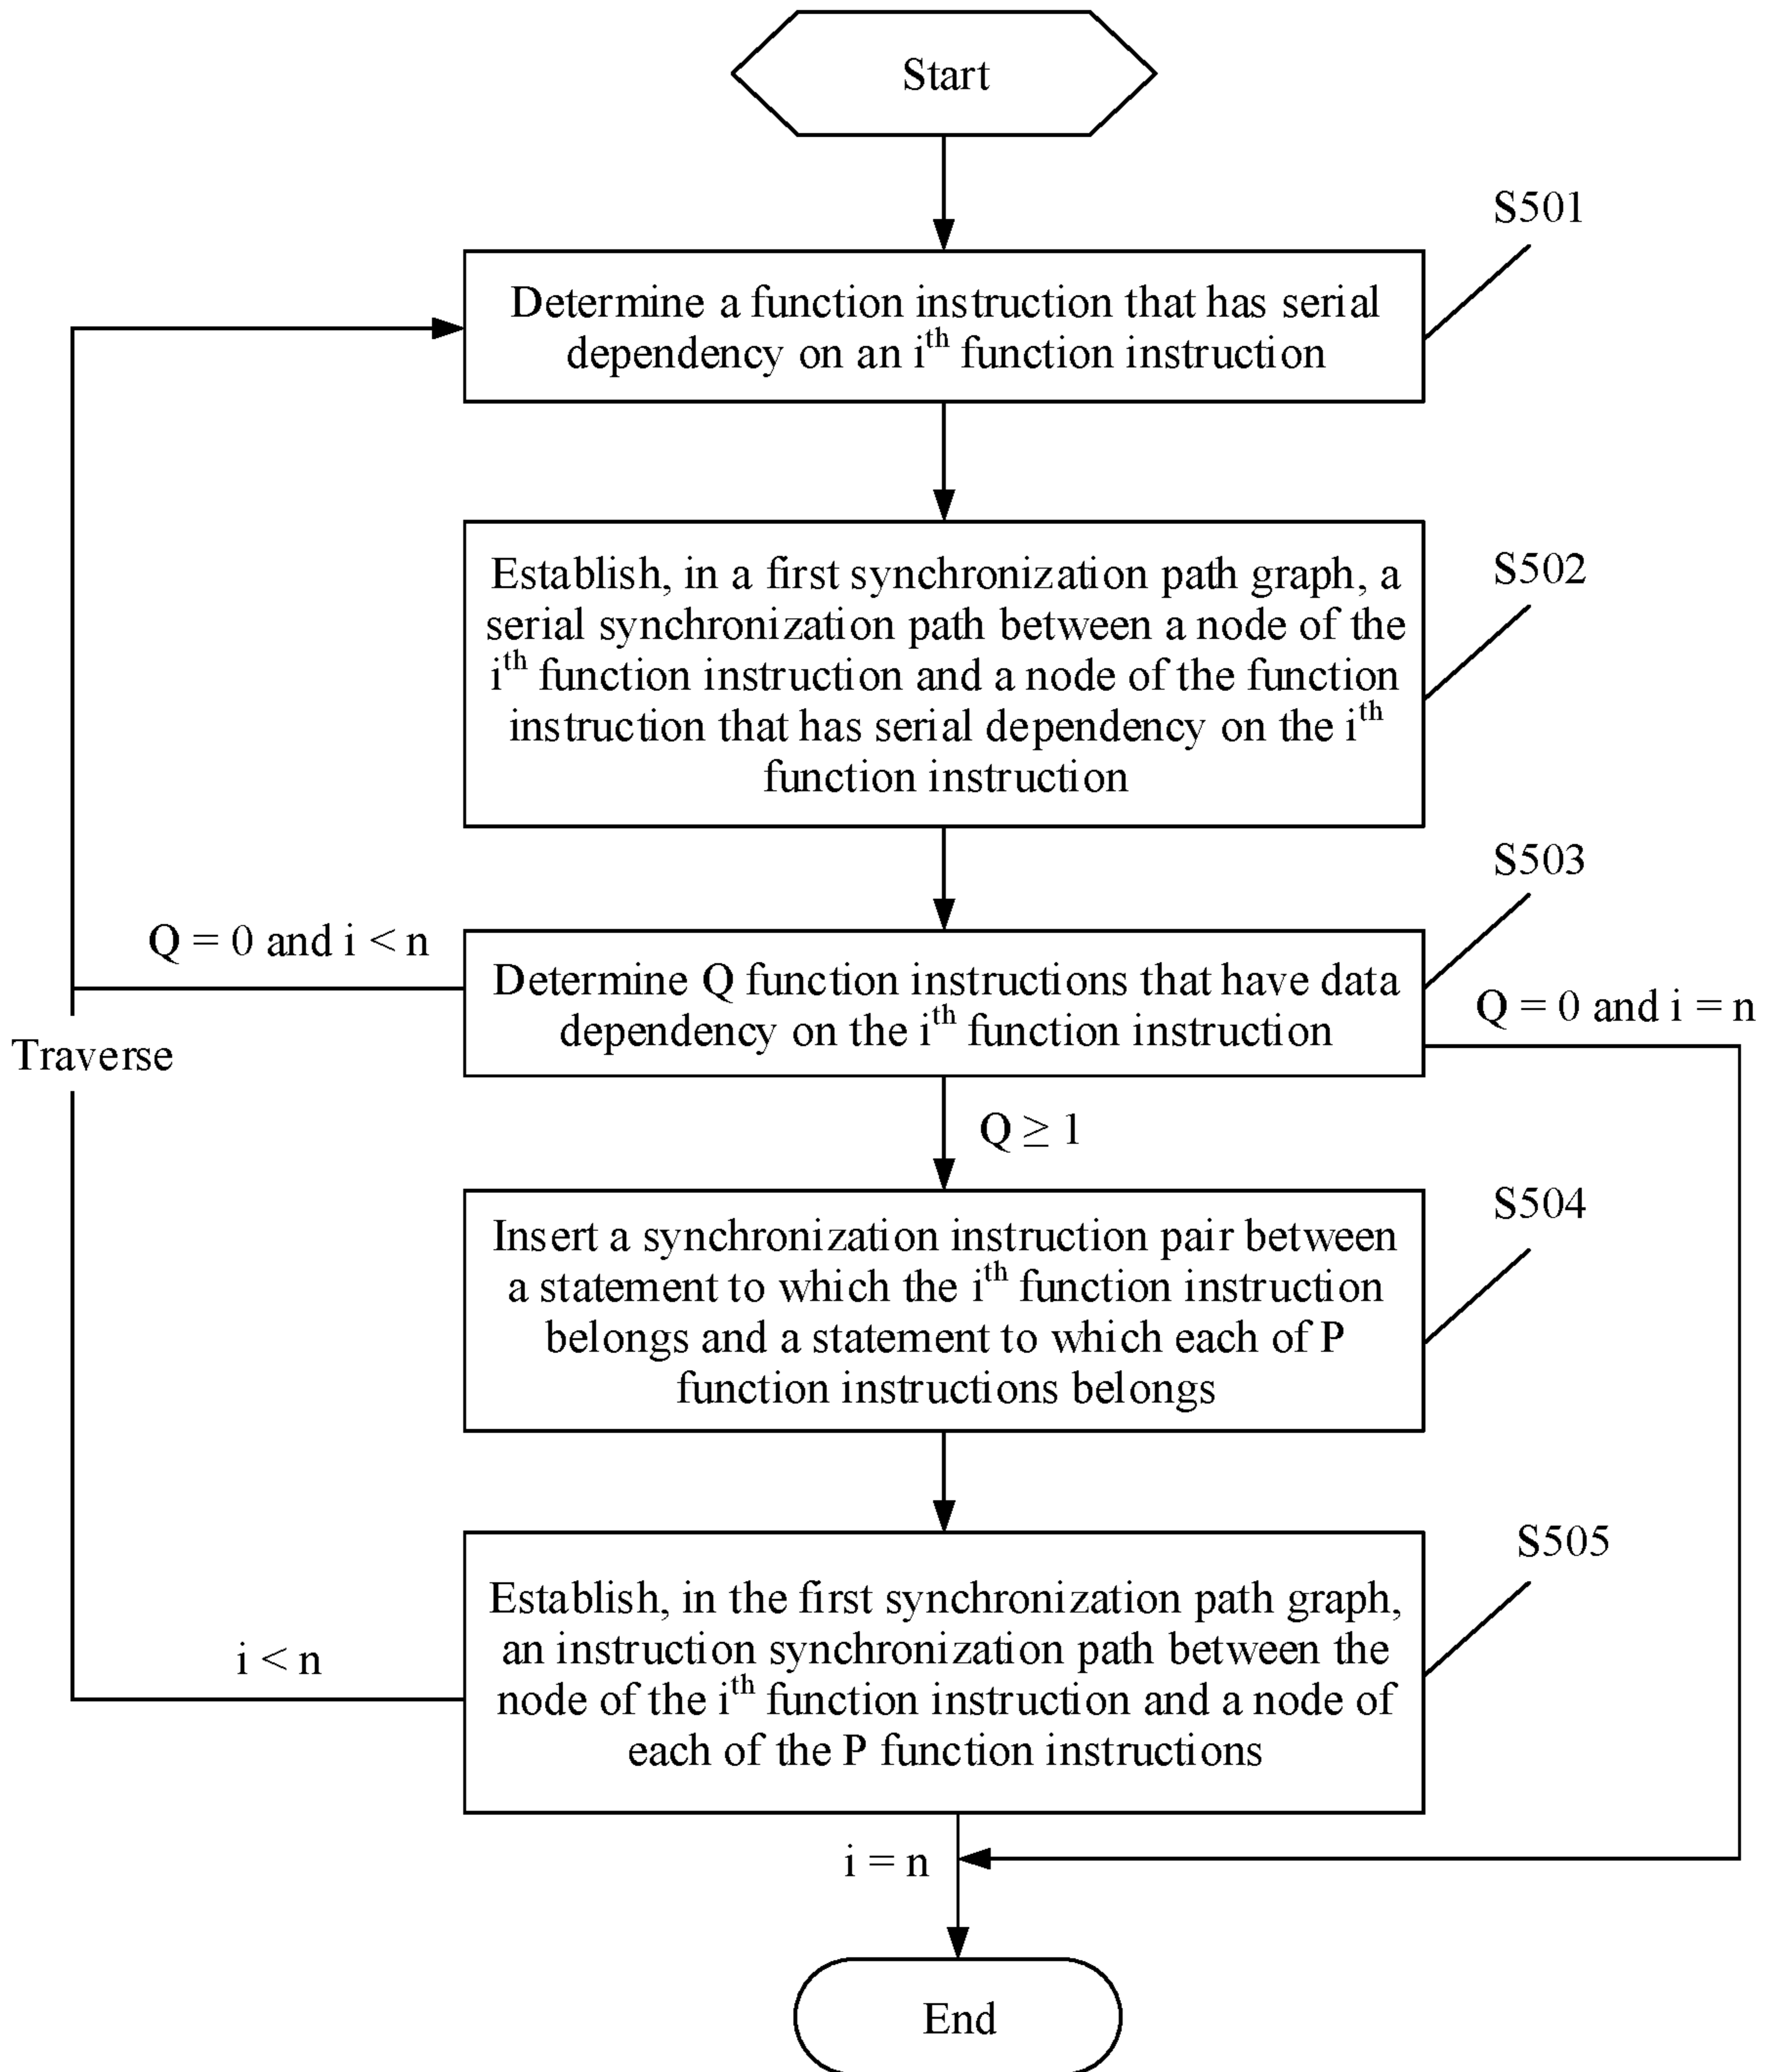 Start
S501
Determine a function instruction that has serial
dependency on an ith function instruction
S502
Establish, in a first synchronization path graph, a
serial synchronization path between a node of the
ith function instruction and a node of the function
instruction that has serial dependency on the ith
function instruction
S503
Q = 0 and i < n
Determine Q function instructions that have data
dependency on the ith function instruction
Q = 0 and i = n
Traverse
Q ≥ 1
S504
Insert a synchronization instruction pair between
a statement to which the ith function instruction
belongs and a statement to which each of P
function instructions belongs
S505
Establish, in the first synchronization path graph,
an instruction synchronization path between the
node of the ith function instruction and a node of
each of the P function instructions
i < n
i = n
End